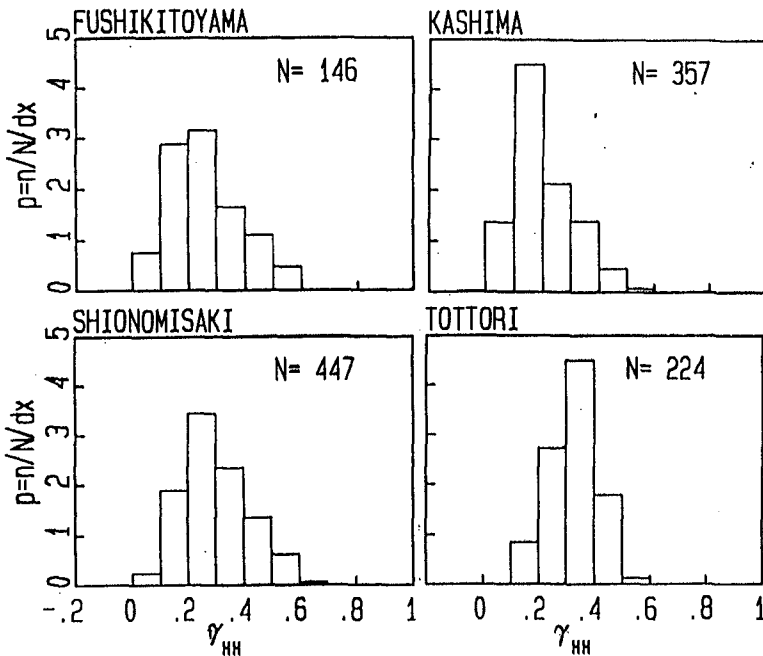 FUSHIKITOYAMA
KASHIMA
5
4
3
2
1
0
p=n/N/dx
N= 146
N= 357
SHIONOMISAKI
TOTTORI
5
4
3
2
1
0
p=n/N/dx
N= 447
N= 224
-.2 0 .2 .4 .6 .8 1
0 .2 .4 .6 .8 1
γHH
γHH